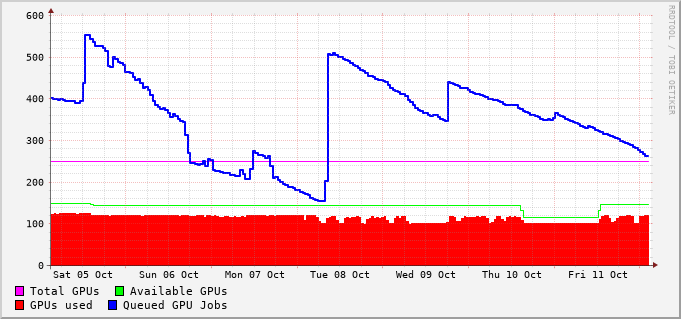 600
500
400
300
200
100
0
Sat 05 Oct Sun 06 Oct Mon 07 Oct Tue 08 Oct Wed 09 Oct Thu 10 Oct Fri 11 Oct
Total GPUs Available GPUs
GPUs used Queued GPU Jobs
RRDTOOL / TOBI OETIKER